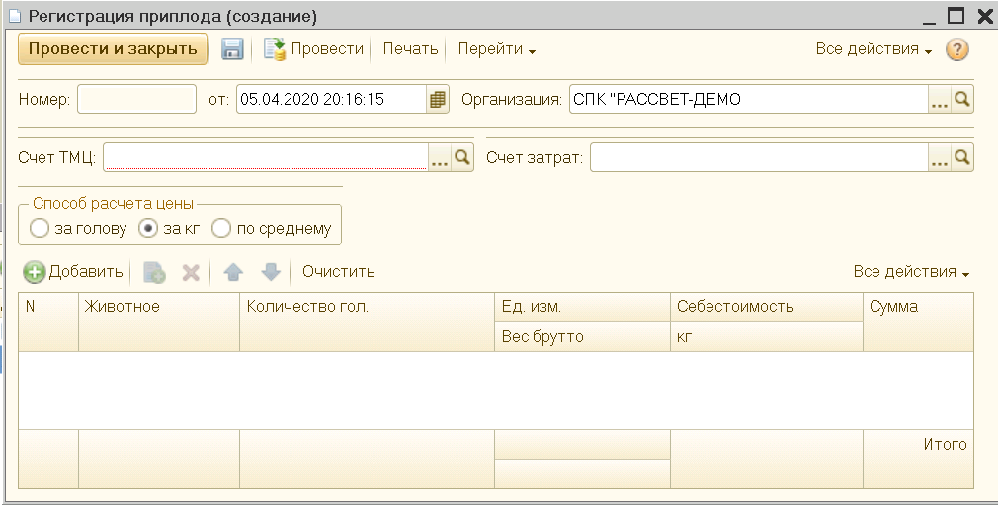 Регистрация приплода (создание)
Провести и закрыть Провести Печать Перейти Все действия ?
Номер: от: 05.04.2020 20:16:15 Организация: СПК "РАССВЕТ-ДЕМО
Счет ТМЦ: ... Счет затрат: ...
Способ расчета цены
за голову за кг по среднему
Добавить Очистить Все действия
N Животное Количество гол. Ед. изм. Себестоимость Сумма
Вес брутто кг
Итого